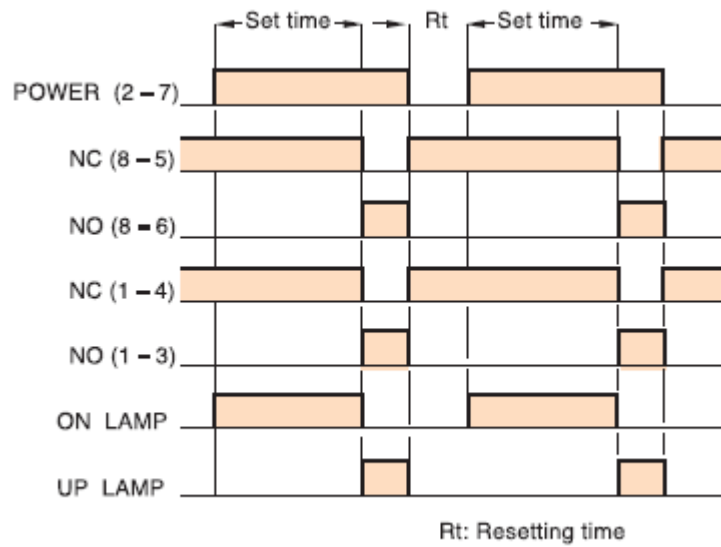 Set time Rt Set time
POWER (2 – 7)
NC (8 – 5)
NO (8 – 6)
NC (1 – 4)
NO (1 – 3)
ON LAMP
UP LAMP
Rt: Resetting time